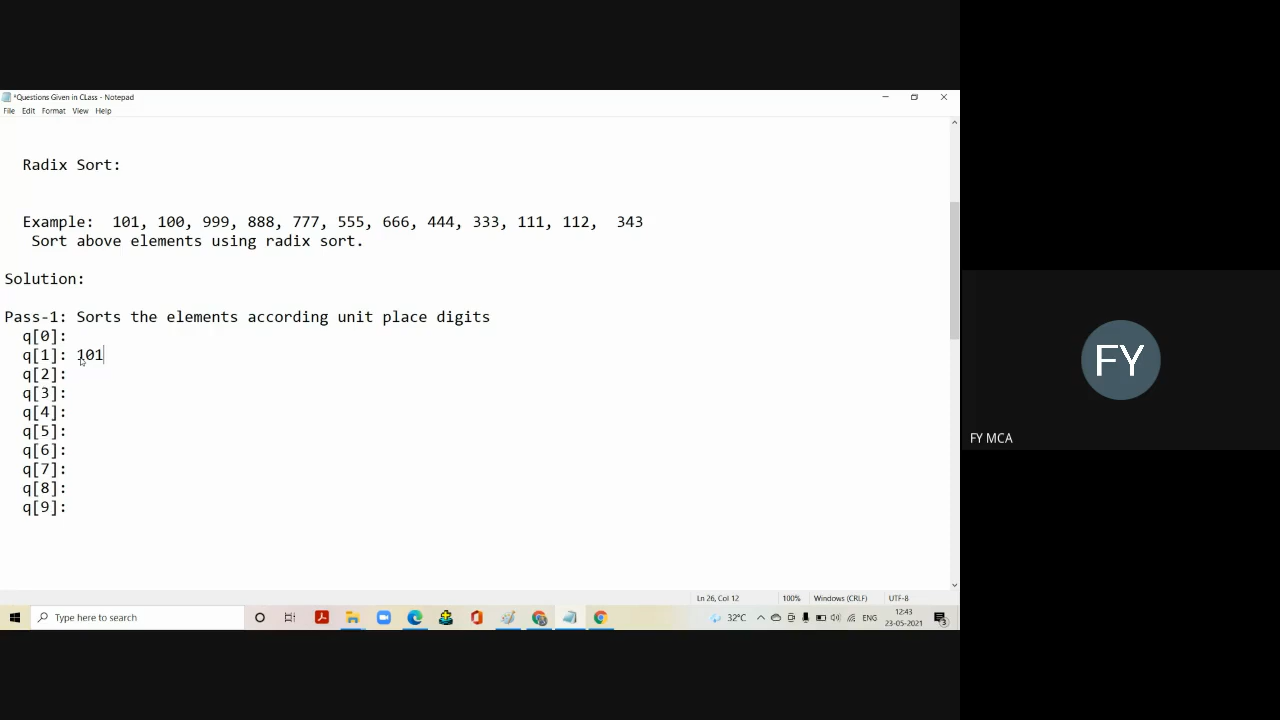 *Questions Given in CLass - Notepad
File Edit Format View Help
Radix Sort:
Example: 101, 100, 999, 888, 777, 555, 666, 444, 333, 111, 112, 343
Sort above elements using radix sort.
Solution:
Pass-1: Sorts the elements according unit place digits
q[0]:
q[1]: 101
q[2]:
q[3]:
q[4]:
q[5]:
q[6]:
q[7]:
q[8]:
q[9]:
FY
FY MCA
Ln 26, Col 12 100% Windows (CRLF) UTF-8
Type here to search 32°C ENG 12:43
23-05-2021 3